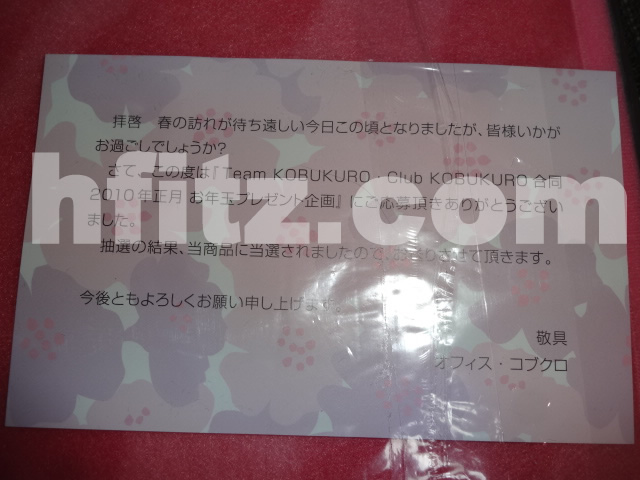 拝啓　春の訪れが待ち遠しい今日この頃となりましたが、皆様いかが
お過ごしでしょうか？
さて、この度は『Team KOBUKURO・Club KOBUKURO 合同
2010年正月 お年玉プレゼント企画』にご応募頂きありがとうござい
ました。
抽選の結果、当商品に当選されましたので、お送りさせて頂きます。
今後ともよろしくお願い申し上げます。
敬具
オフィス・コブクロ
hfitz.com